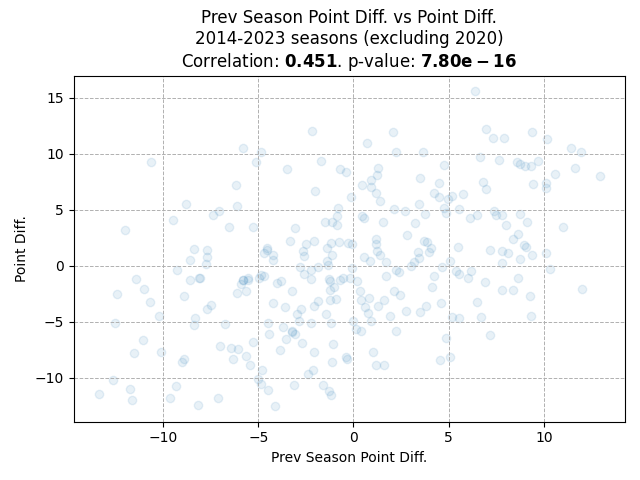 Prev Season Point Diff. vs Point Diff.
2014-2023 seasons (excluding 2020)
Correlation: 0.451. p-value: 7.80e − 16
15
10
5
0
−5
−10
Point Diff.
−10
−5
0
5
10
Prev Season Point Diff.